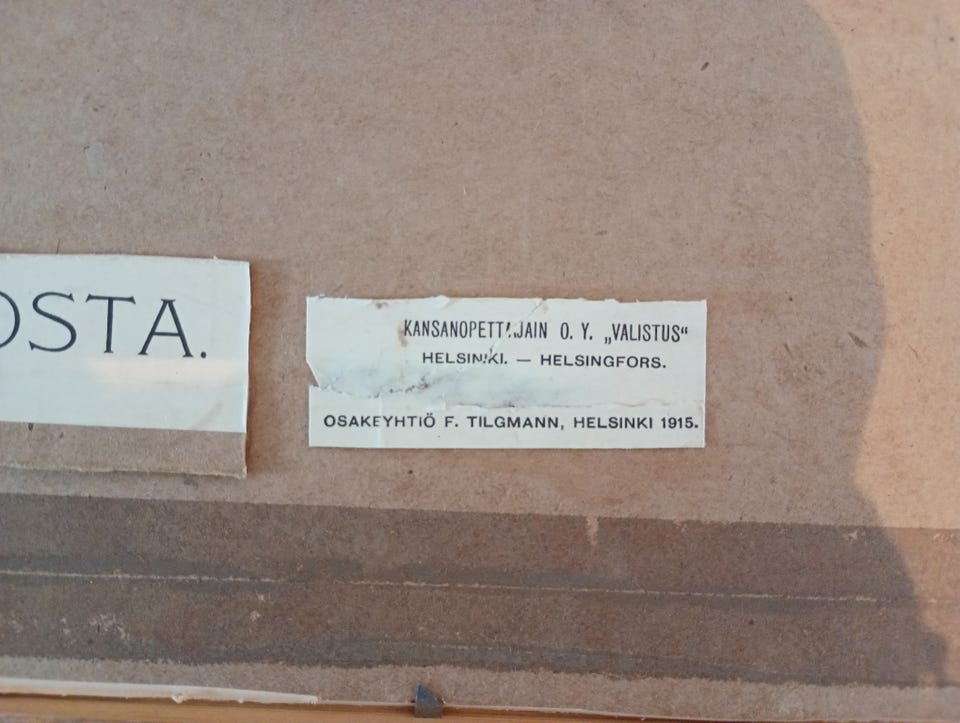 OSTA.
KANSANOPETTAJAIN O. Y. „VALISTUS“
HELSINKI. — HELSINGFORS.
OSAKEYHTIÖ F. TILGMANN, HELSINKI 1915.